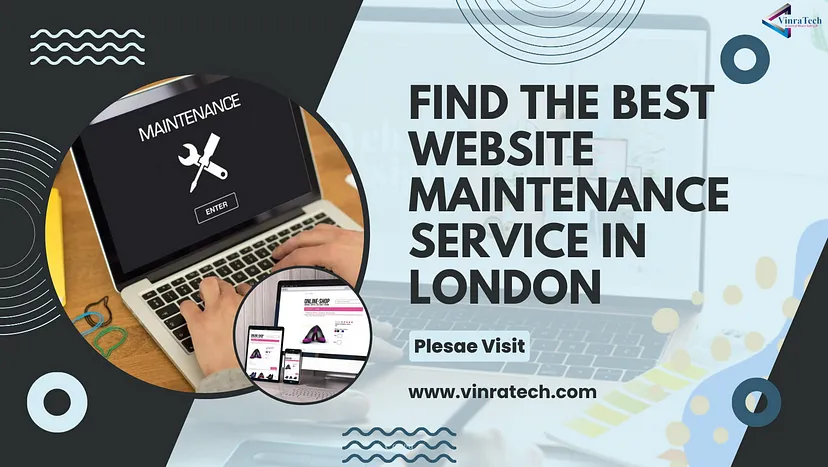 VinraTech
FIND THE BEST
WEBSITE
MAINTENANCE
SERVICE IN
LONDON
Plesae Visit
www.vinratech.com
MAINTENANCE
ENTER
ONLINE-SHOP